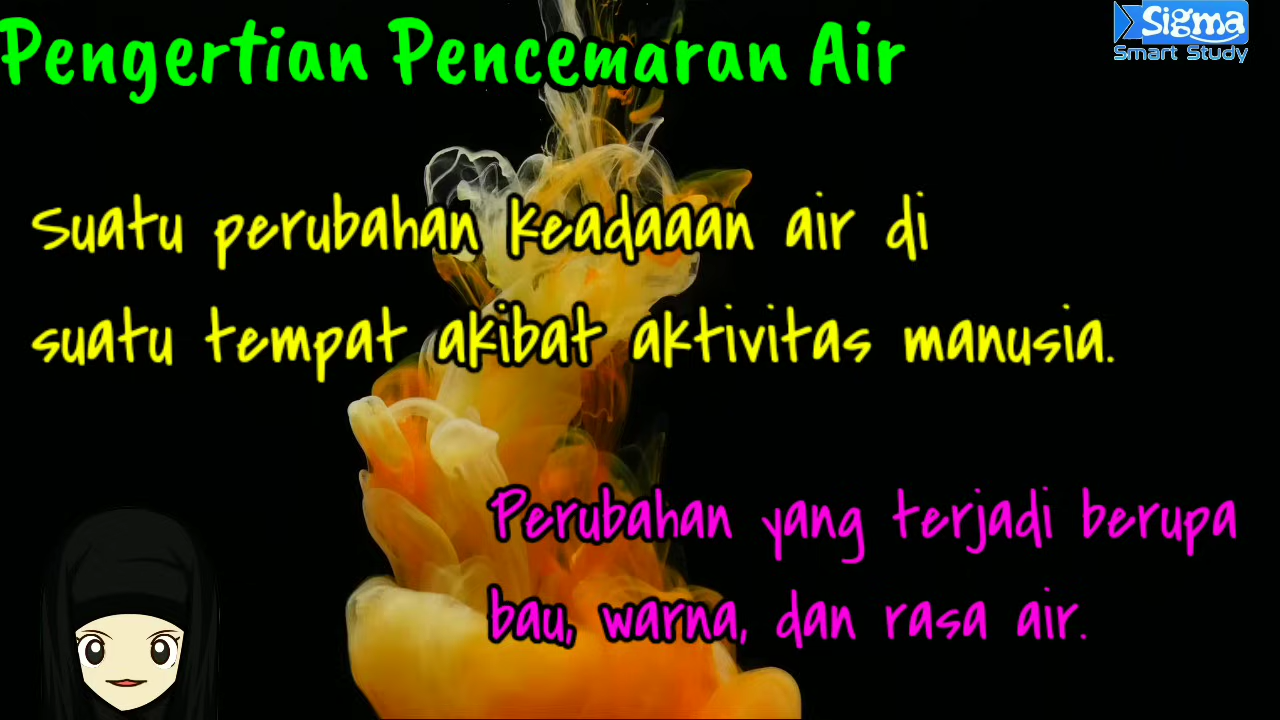 Pengertian Pencemaran Air
Sigma
Smart Study
Suatu perubahan keadaaan air di
suatu tempat akibat aktivitas manusia.
Perubahan yang terjadi berupa
bau, warna, dan rasa air.